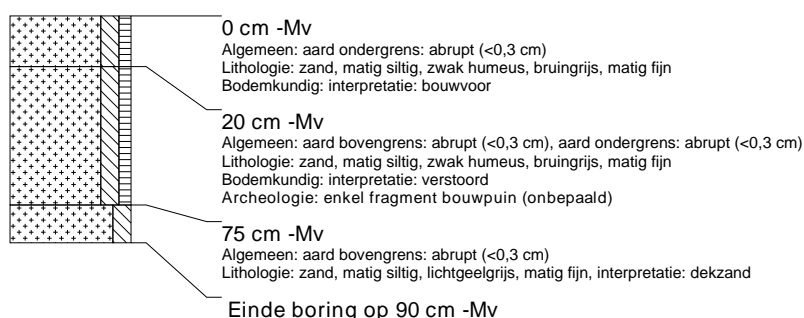 0 cm -Mv
Algemeen: aard ondergrens: abrupt (<0,3 cm)
Lithologie: zand, matig siltig, zwak humeus, bruingrijs, matig fijn
Bodemkundig: interpretatie: bouwvoor
20 cm -Mv
Algemeen: aard bovengrens: abrupt (<0,3 cm), aard ondergrens: abrupt (<0,3 cm)
Lithologie: zand, matig siltig, zwak humeus, bruingrijs, matig fijn
Bodemkundig: interpretatie: verstoord
Archeologie: enkel fragment bouwpuin (onbepaald)
75 cm -Mv
Algemeen: aard bovengrens: abrupt (<0,3 cm)
Lithologie: zand, matig siltig, lichtgeelgrijs, matig fijn, interpretatie: dekzand
Einde boring op 90 cm -Mv